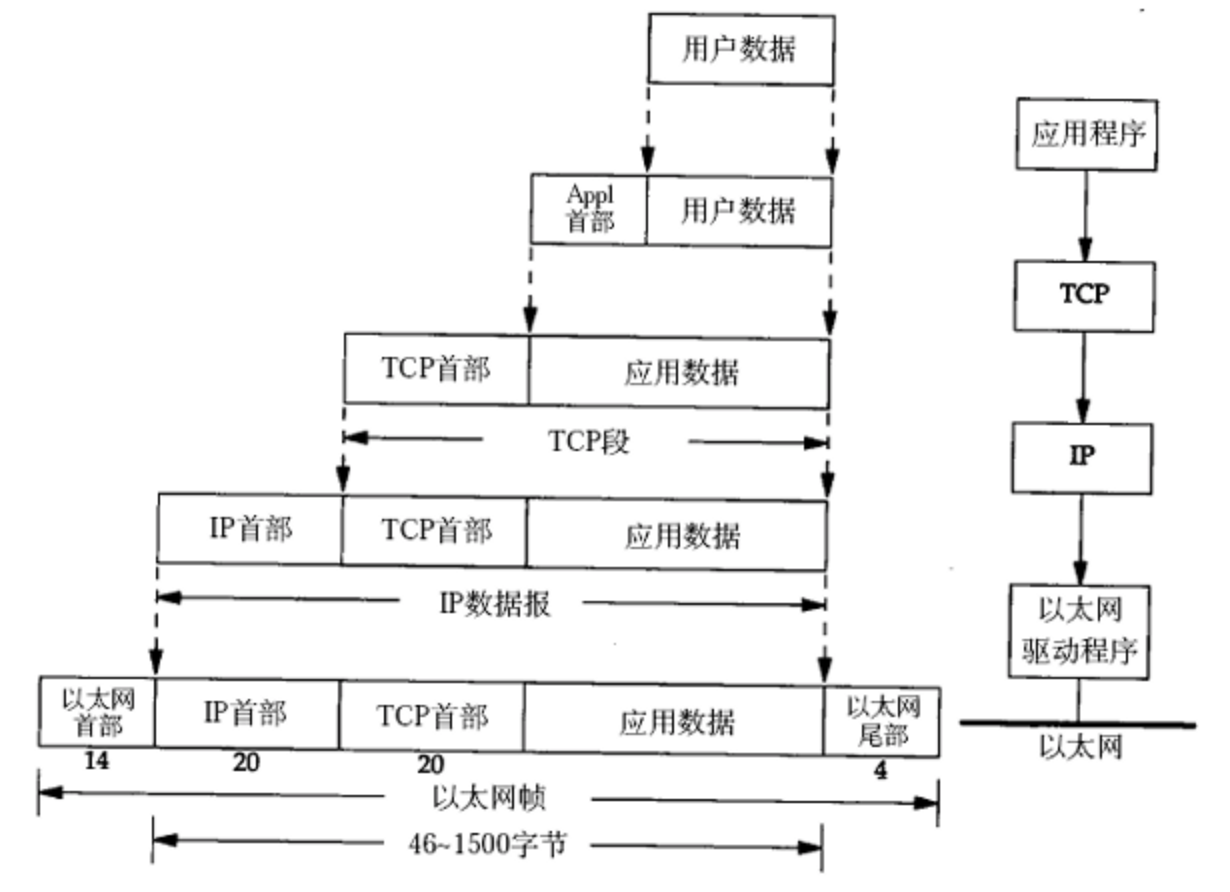 用户数据
应用程序
Appl
首部
用户数据
TCP
TCP首部
应用数据
TCP段
IP
IP首部
TCP首部
应用数据
IP数据报
以太网
驱动程序
以太网
首部
IP首部
TCP首部
应用数据
以太网
尾部
以太网
14
20
20
4
以太网帧
46~1500字节